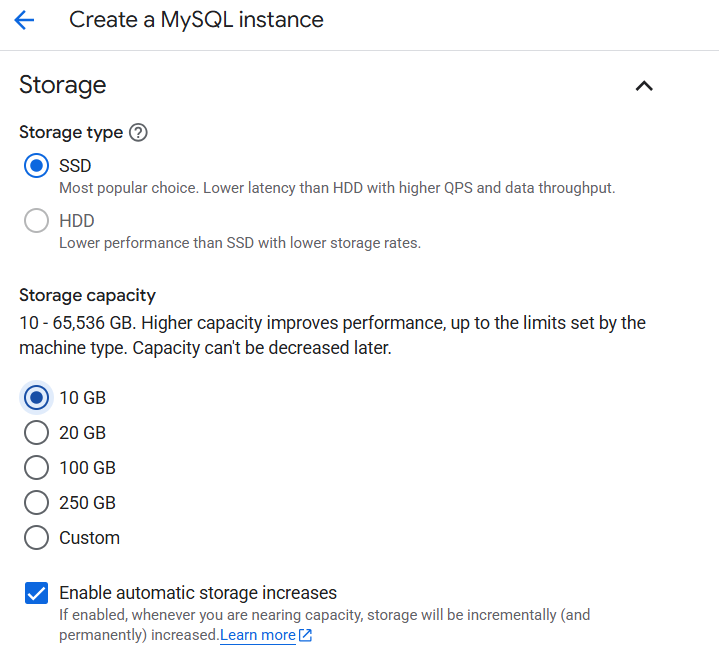 Create a MySQL instance
Storage
Storage type
SSD
Most popular choice. Lower latency than HDD with higher QPS and data throughput.
HDD
Lower performance than SSD with lower storage rates.
Storage capacity
10 - 65,536 GB. Higher capacity improves performance, up to the limits set by the
machine type. Capacity can't be decreased later.
10 GB
20 GB
100 GB
250 GB
Custom
Enable automatic storage increases
If enabled, whenever you are nearing capacity, storage will be incrementally (and
permanently) increased.Learn more